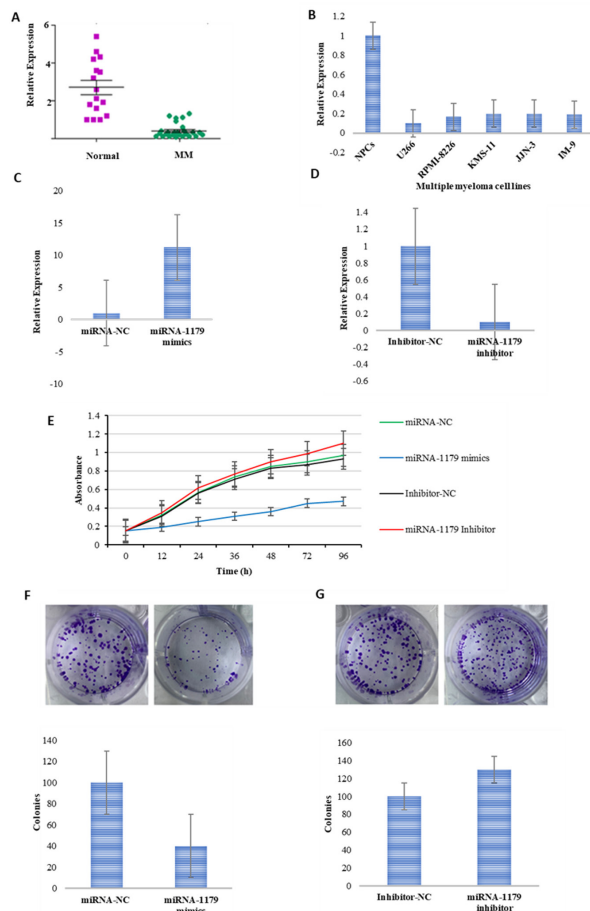 A
Relative Expression
6
4
2
Normal
MM
B
Relative Expression
1.2
1
0.8
0.6
0.4
0.2
0
-0.2
NPCs
U266
RPMI-8226
KMS-11
JJN-3
IM-9
Multiple myeloma cell lines
C
Relative Expression
20
15
10
5
0
-5
-10
miRNA-NC
miRNA-1179
mimics
D
Relative Expression
1.4
1.2
1
0.8
0.6
0.4
0.2
0
-0.2
-0.4
-0.6
Inhibitor-NC
miRNA-1179
inhibitor
E
Absorbance
1.4
1.2
1
0.8
0.6
0.4
0.2
0
0
12
24
36
48
72
96
Time (h)
miRNA-NC
miRNA-1179 mimics
Inhibitor-NC
miRNA-1179 Inhibitor
F
Colonies
140
120
100
80
60
40
20
0
miRNA-NC
miRNA-1179
mimics
G
Colonies
160
140
120
100
80
60
40
20
0
Inhibitor-NC
miRNA-1179
inhibitor